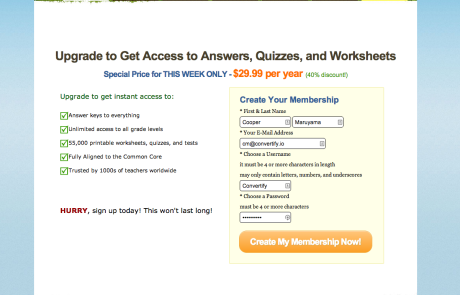 Upgrade to Get Access to Answers, Quizzes, and Worksheets
Special Price for THIS WEEK ONLY - $29.99 per year (40% discount!)
Upgrade to get instant access to:
Answer keys to everything
Unlimited access to all grade levels
55,000 printable worksheets, quizzes, and tests
Fully Aligned to the Common Core
Trusted by 1000s of teachers worldwide
HURRY, sign up today! This won't last long!
Create Your Membership
* First & Last Name
Cooper Maruyama
* Your E-Mail Address
cm@convertify.io
* Choose a Username
it must be 4 or more characters in length
may only contain letters, numbers, and underscores
Convertify
* Choose a Password
must be 4 or more characters
••••••••••
Create My Membership Now!